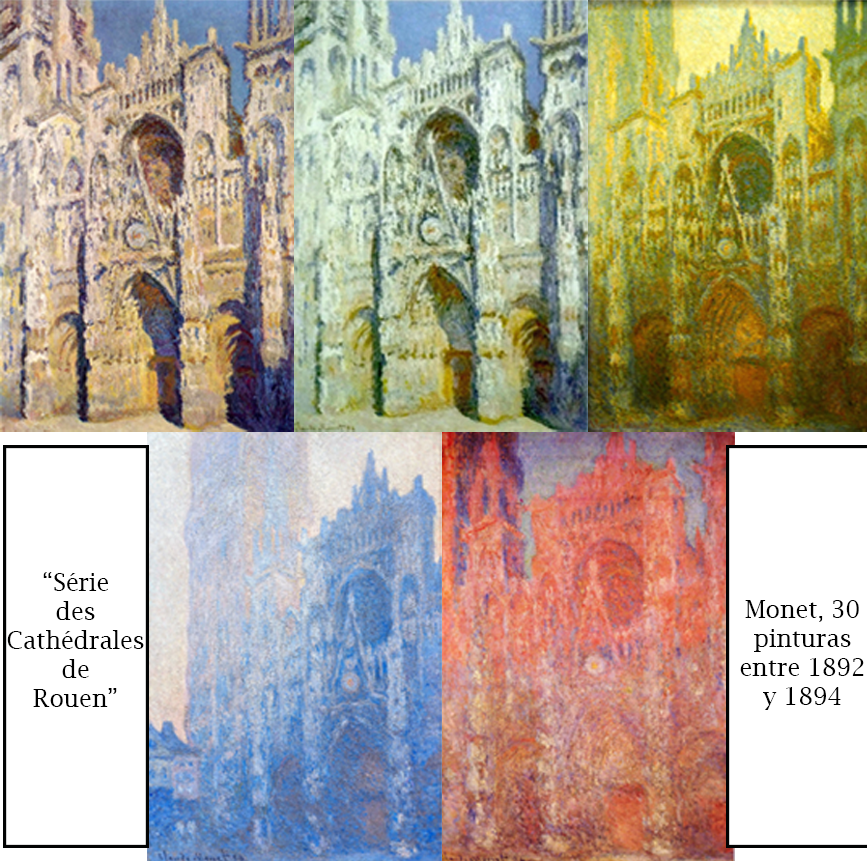 “Série
des
Cathédrales
de
Rouen”
Monet, 30
pinturas
entre 1892
y 1894